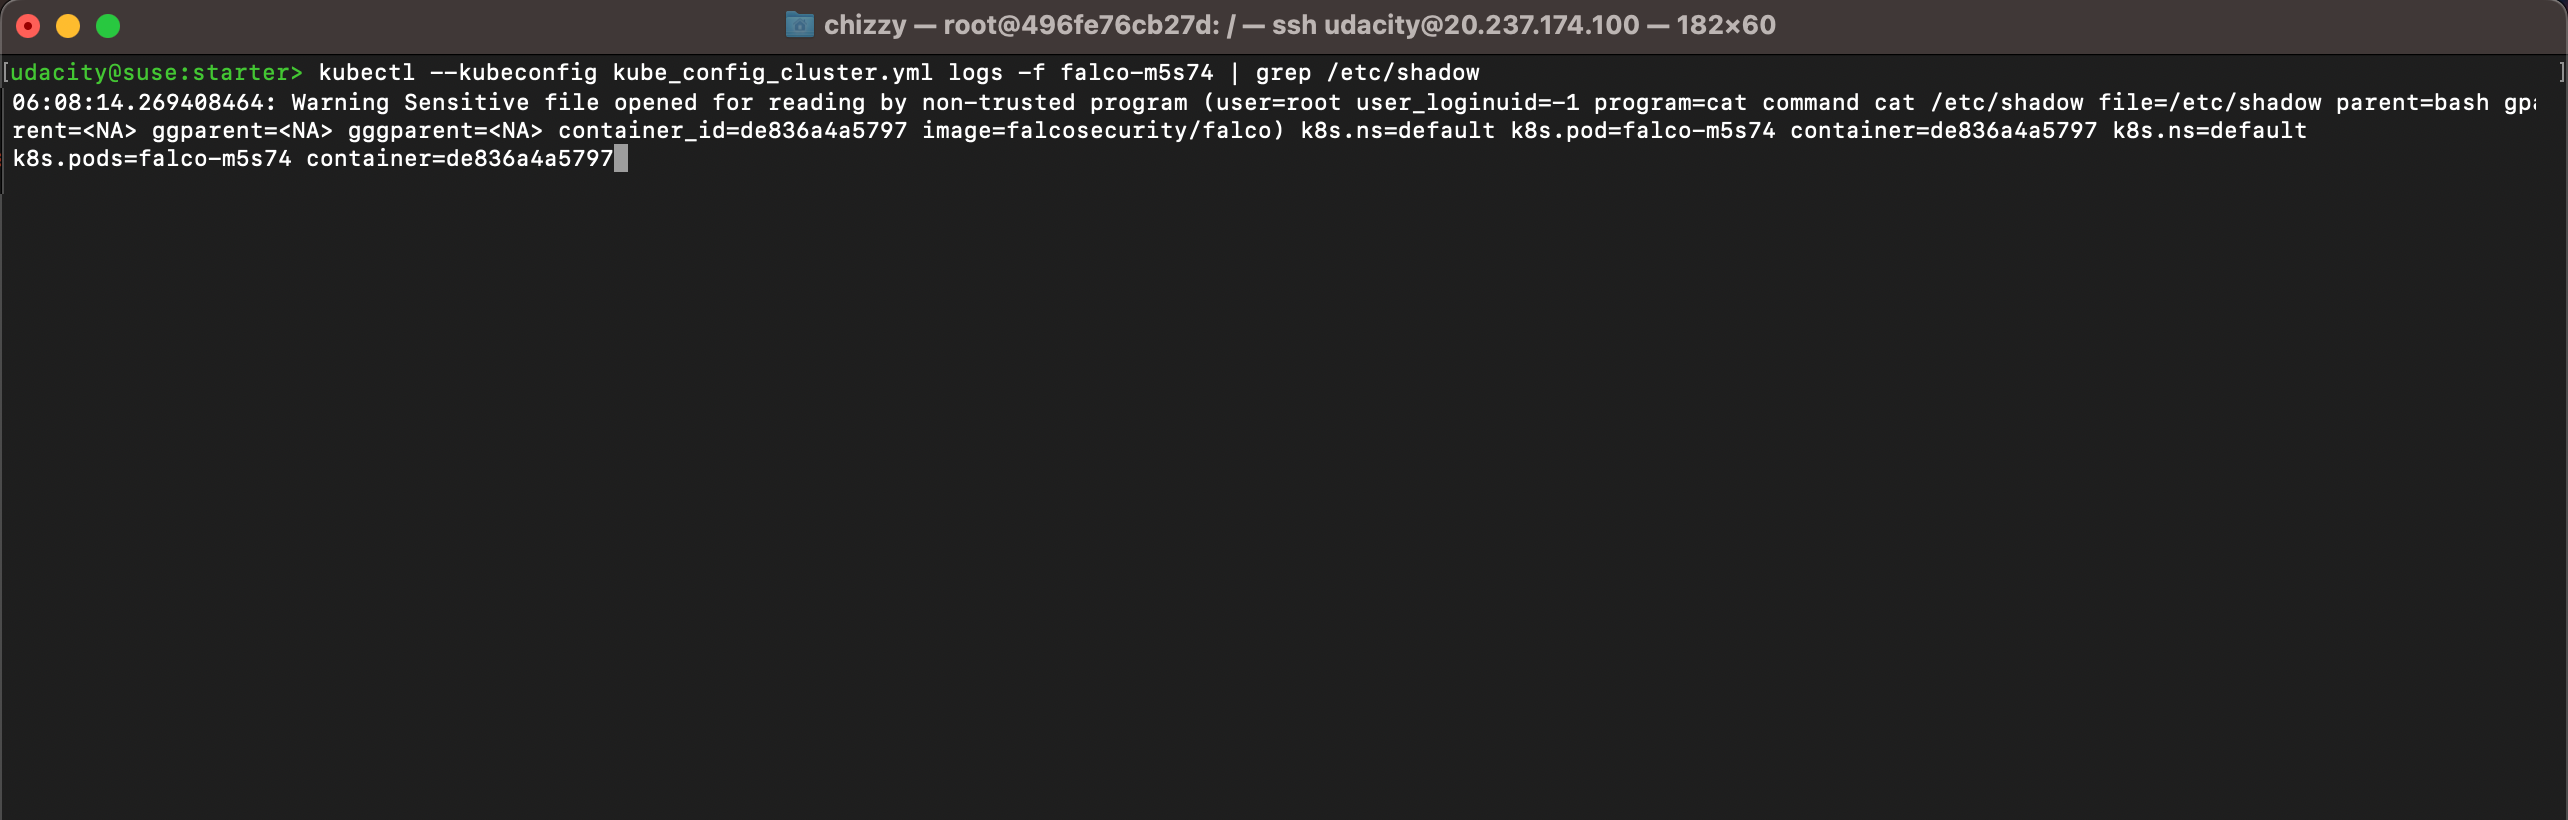 chizzy — root@496fe76cb27d: / — ssh udacity@20.237.174.100 — 182×60
[udacity@suse:starter> kubectl --kubeconfig kube_config_cluster.yml logs -f falco-m5s74 | grep /etc/shadow ]
06:08:14.269408464: Warning Sensitive file opened for reading by non-trusted program (user=root user_loginuid=-1 program=cat command cat /etc/shadow file=/etc/shadow parent=bash gpa
rent=<NA> ggparent=<NA> gggparent=<NA> container_id=de836a4a5797 image=falcosecurity/falco) k8s.ns=default k8s.pod=falco-m5s74 container=de836a4a5797 k8s.ns=default
k8s.pods=falco-m5s74 container=de836a4a5797